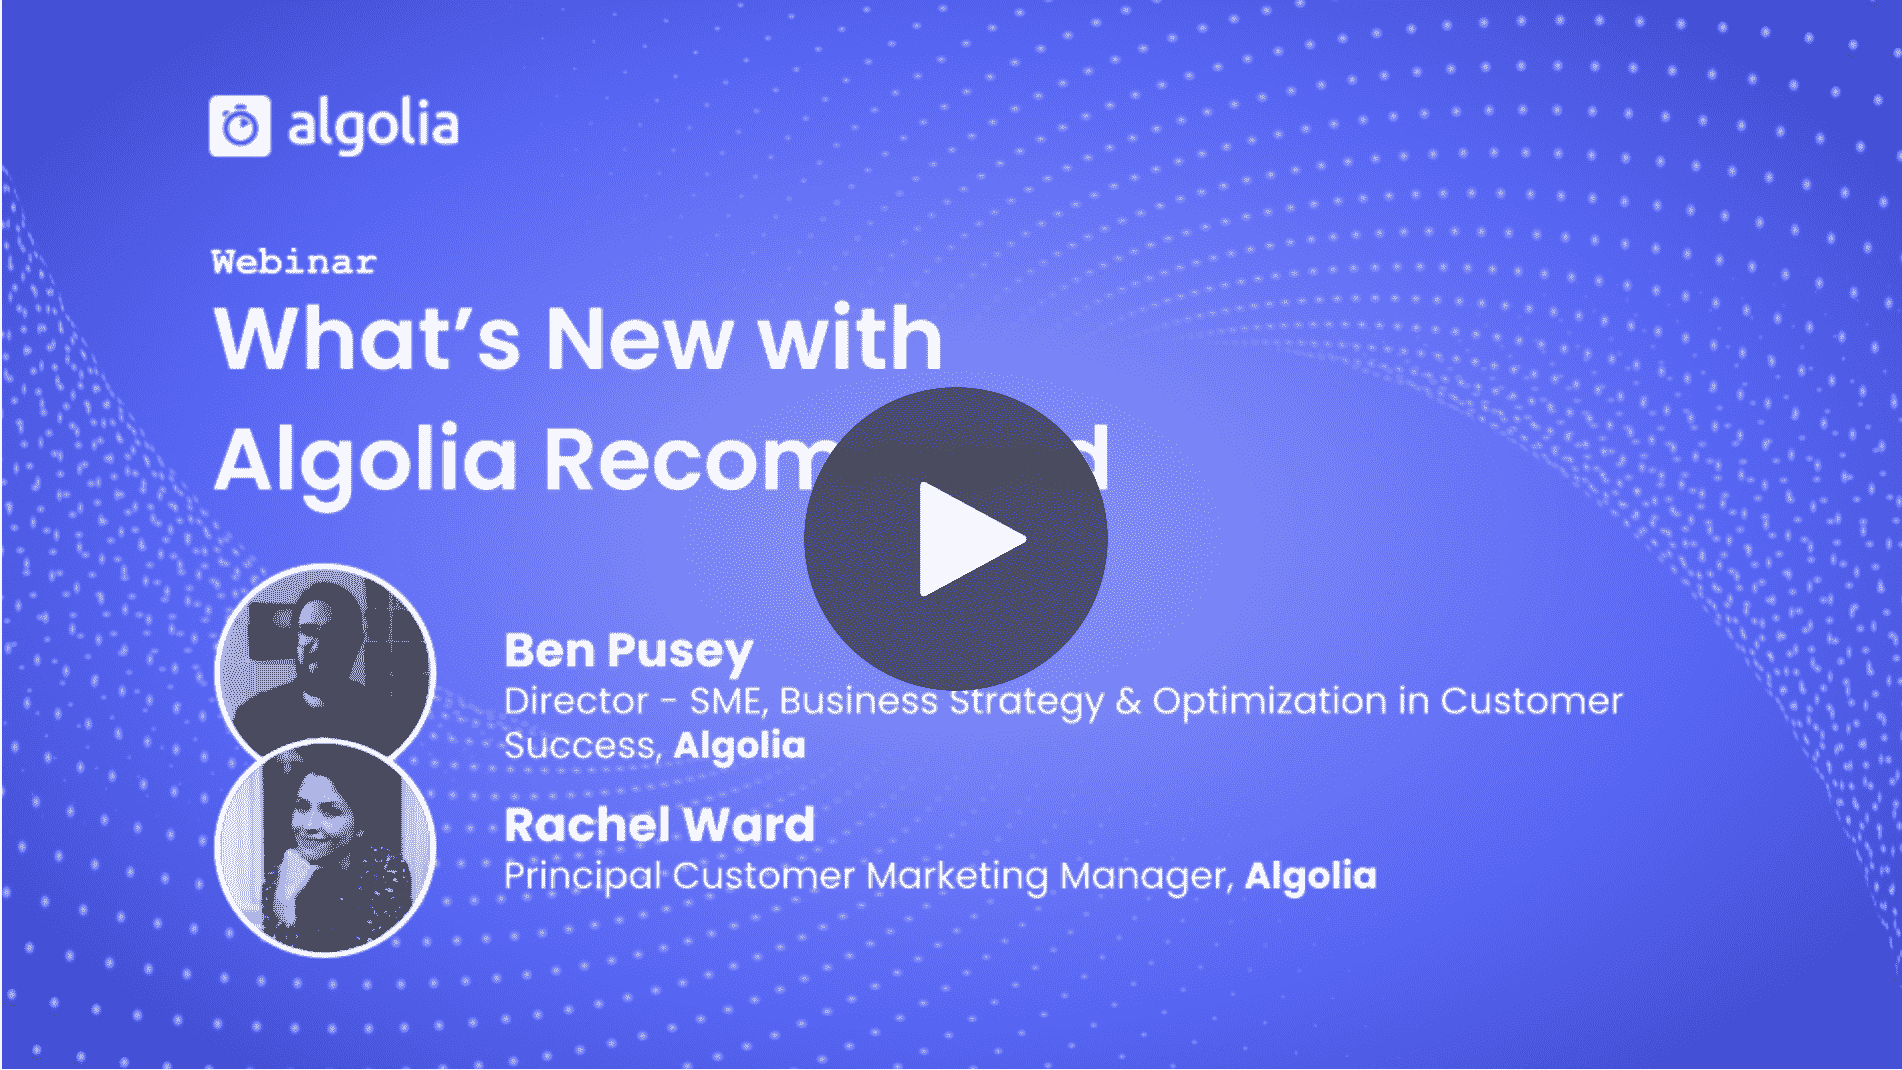 algolia
Webinar
What's New with
Algolia Recommend
Ben Pusey
Director - SME, Business Strategy & Optimization in Customer
Success, Algolia
Rachel Ward
Principal Customer Marketing Manager, Algolia